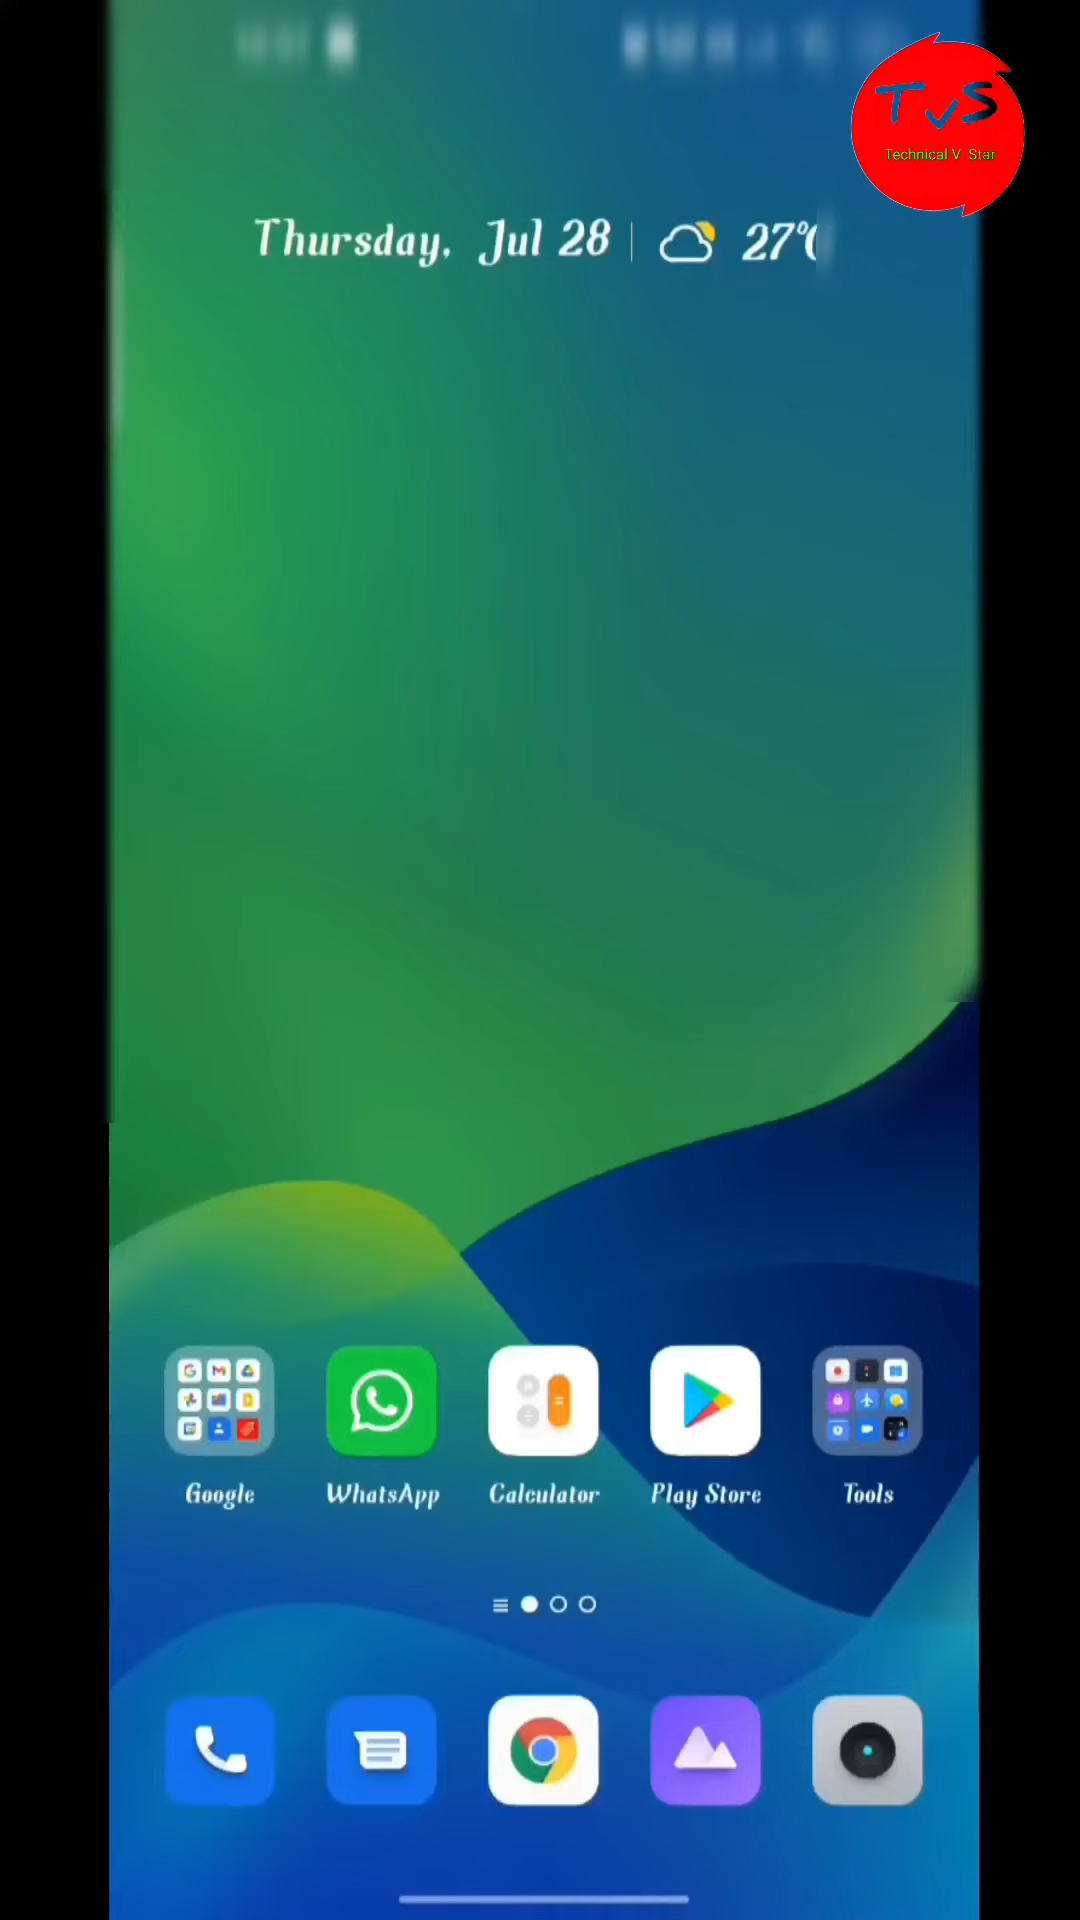 TvS
Technical V Star
Thursday, Jul 28 | 27°C
Google WhatsApp Calculator Play Store Tools